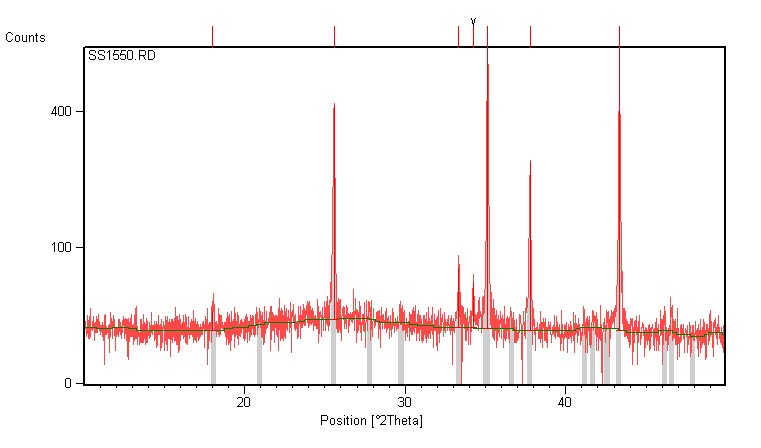 v
Counts
SS1550.RD
400
100
0
20 30 40
Position [°2Theta]